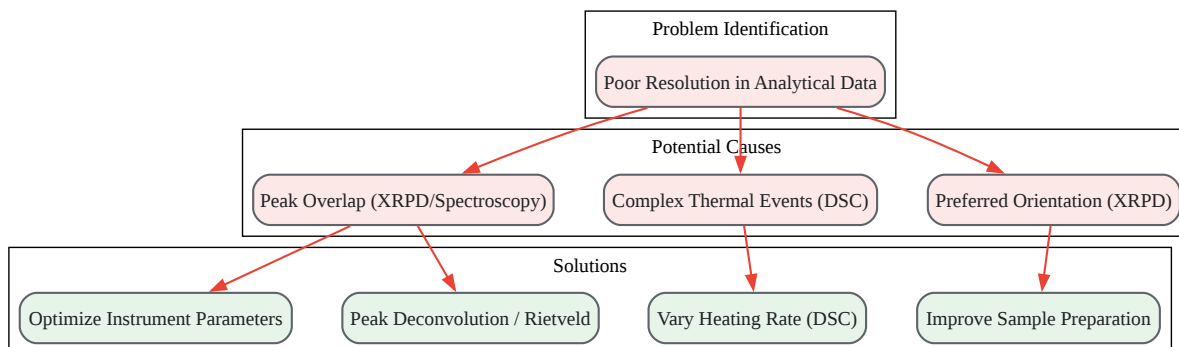 Problem Identification
Poor Resolution in Analytical Data
Potential Causes
Peak Overlap (XRPD/Spectroscopy)
Complex Thermal Events (DSC)
Preferred Orientation (XRPD)
Solutions
Optimize Instrument Parameters
Peak Deconvolution / Rietveld
Vary Heating Rate (DSC)
Improve Sample Preparation